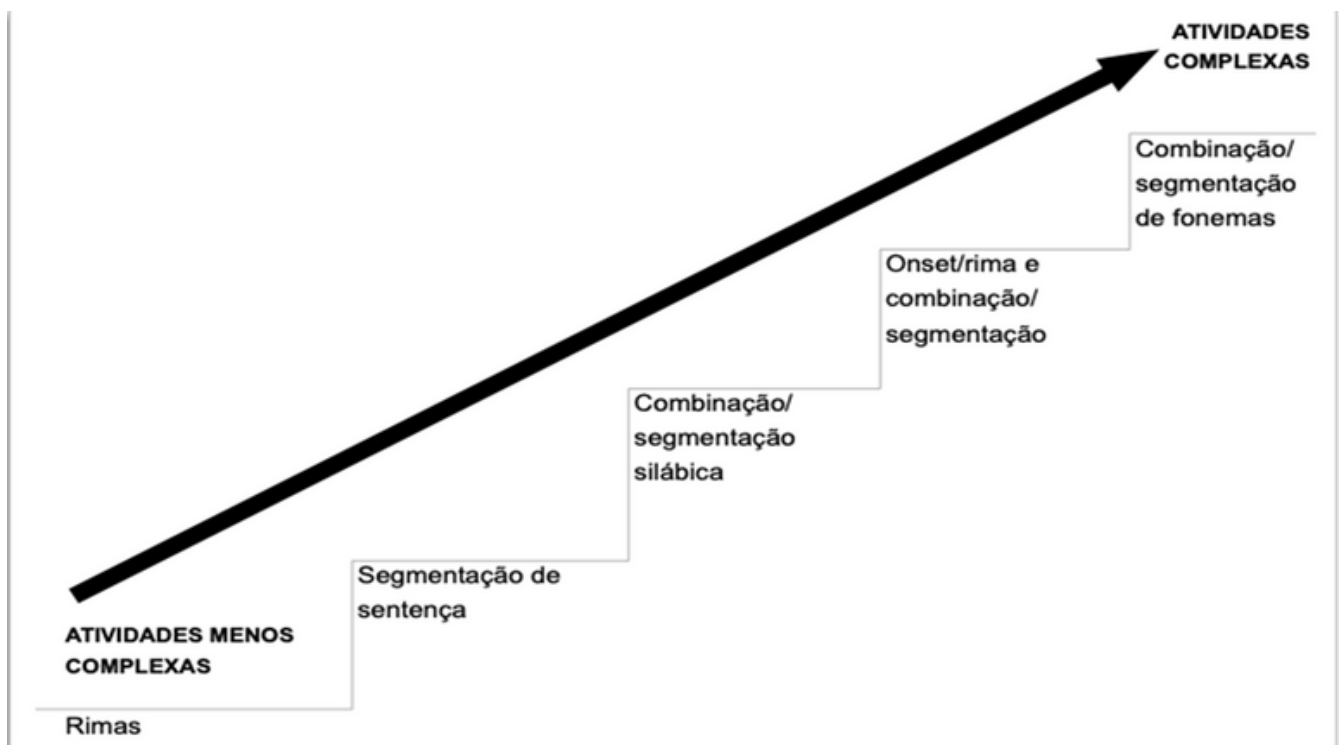 ATIVIDADES
COMPLEXAS
Combinação/
segmentação
de fonemas
Onset/rima e
combinação/
segmentação
Combinação/
segmentação
silábica
Segmentação de
sentença
ATIVIDADES MENOS
COMPLEXAS
Rimas